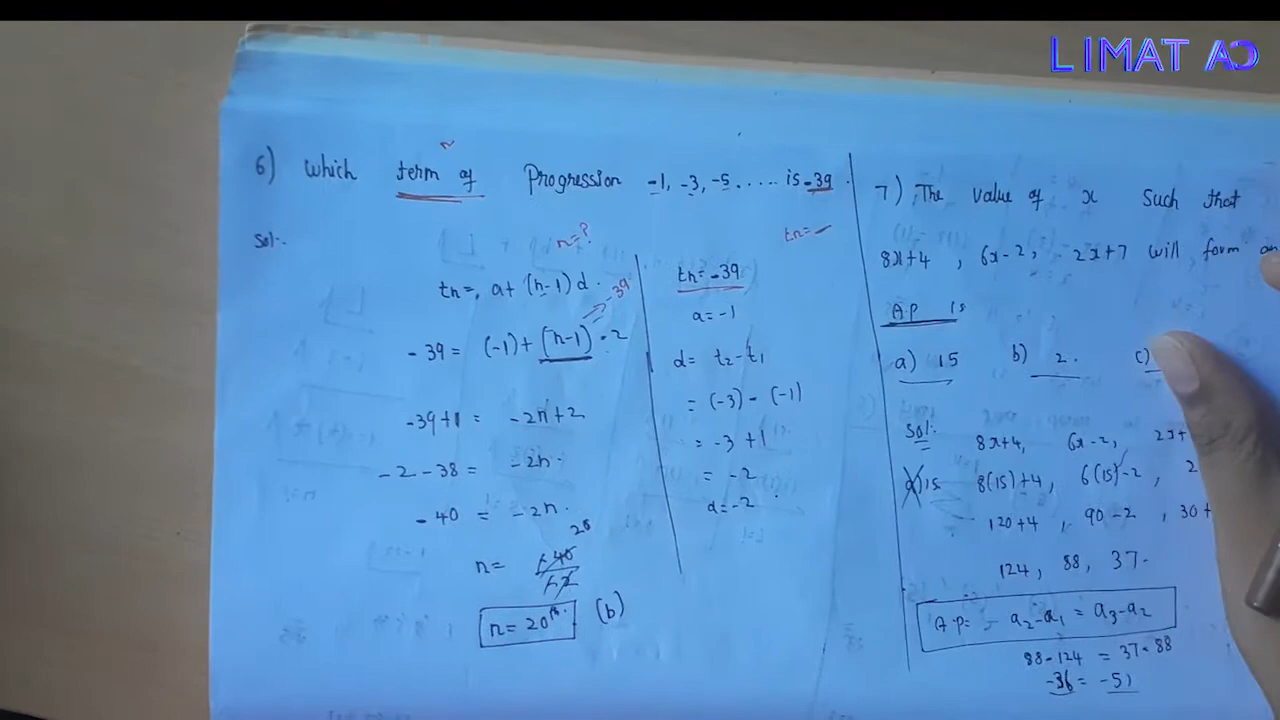 LIMAT AC
6) Which term of Progression -1, -3, -5 ..... is -39.
Sol:.
n=?
tn=
tn = a + (n-1) d.
-39
-39 = (-1) + (n-1) . -2
-39+1 = -2n+2
-2-38 = -2n.
-40 = -2n.
20
n = -40/-2
n = 20th. (b)
tn = -39
a = -1
d = t2 - t1
= (-3) - (-1)
= -3 + 1
= -2
d = -2
7) The value of x Such that
8x+4, 6x-2, 2x+7 will form an
A.P is
a) 15 b) 2. c)
Sol:.
8x+4, 6x-2, 2x+
a) 15 8(15)+4, 6(15)-2, 2
120+4, 90-2, 30+
124, 88, 37.
A.P = a2-a1 = a3-a2
88-124 = 37-88
-36 = -51